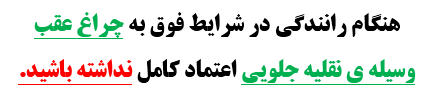 هنگام رانندگی در شرایط فوق به چراغ عقب
وسیله ی نقلیه جلویی اعتماد کامل نداشته باشید.